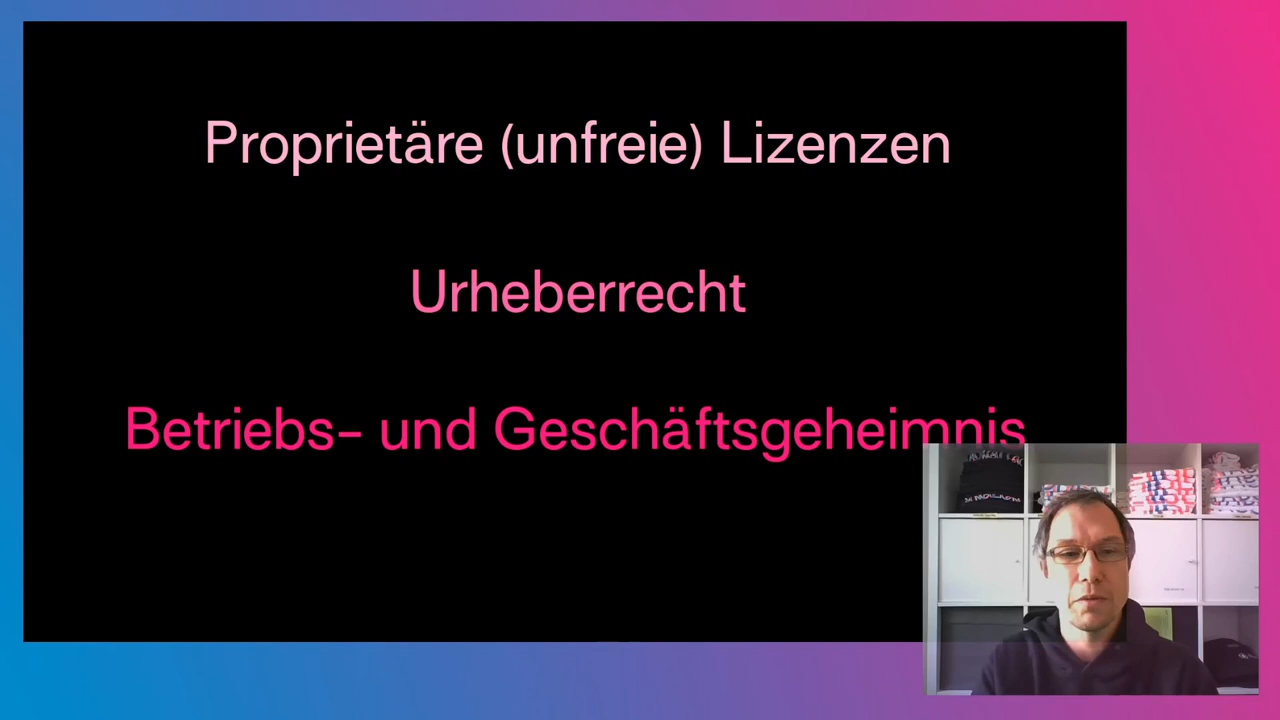 Proprietäre (unfreie) Lizenzen
Urheberrecht
Betriebs- und Geschäftsgeheimnis